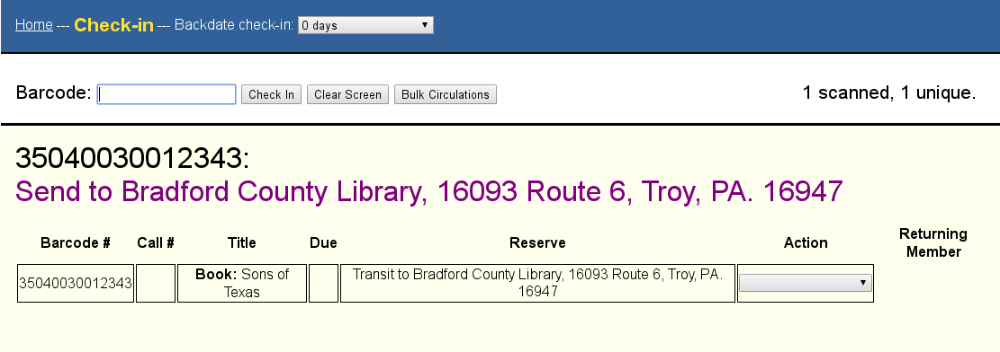 Home --- Check-in --- Backdate check-in: 0 days
Barcode: Check In Clear Screen Bulk Circulations 1 scanned, 1 unique.
35040030012343:
Send to Bradford County Library, 16093 Route 6, Troy, PA. 16947
Barcode # Call # Title Due Reserve Action Returning Member
35040030012343 Book: Sons of Texas Transit to Bradford County Library, 16093 Route 6, Troy, PA. 16947